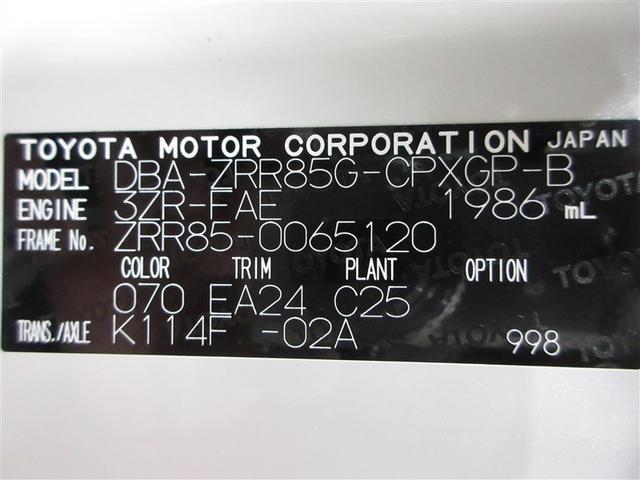 TOYOTA MOTOR CORPORATION JAPAN
MODEL DBA-ZRR85G-CPXGP-B
ENGINE 3ZR-FAE 1986 mL
FRAME No. ZRR85-0065120
COLOR TRIM PLANT OPTION
070 EA24 C25
TRANS./AXLE K114F -02A 998